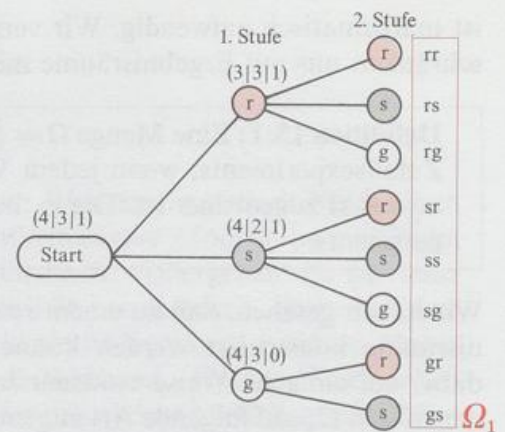 2. Stufe
1. Stufe
r rr
(3|3|1)
r
s rs
g rg
(4|3|1)
Start
(4|2|1)
s
r sr
s ss
g sg
(4|3|0)
g
r gr
s gs
Ω₁